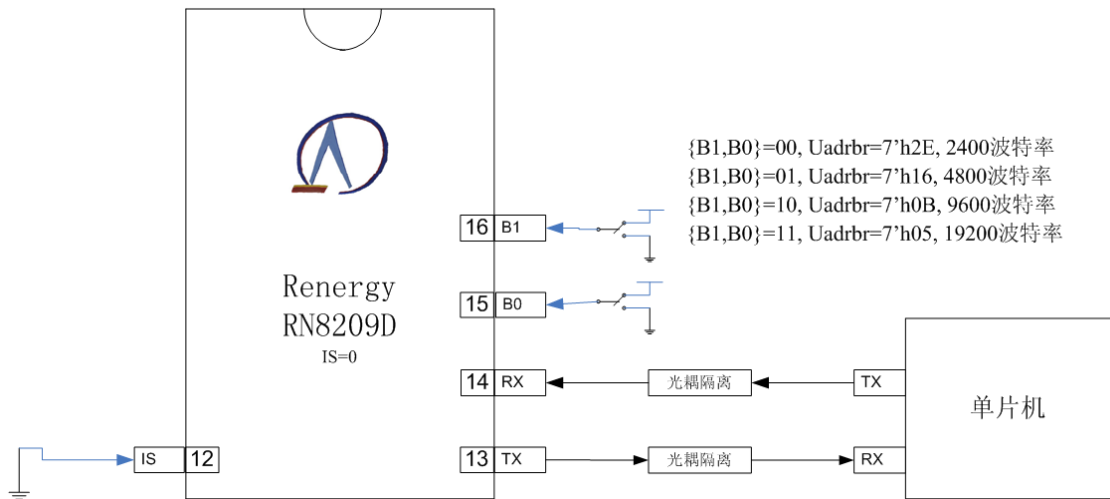 {B1,B0}=00, Uadrbr=7’h2E, 2400波特率
{B1,B0}=01, Uadrbr=7’h16, 4800波特率
{B1,B0}=10, Uadrbr=7’h0B, 9600波特率
{B1,B0}=11, Uadrbr=7’h05, 19200波特率
16 B1
Renergy
RN8209D
IS=0
15 B0
14 RX
光耦隔离
TX
单片机
IS 12
13 TX
光耦隔离
RX